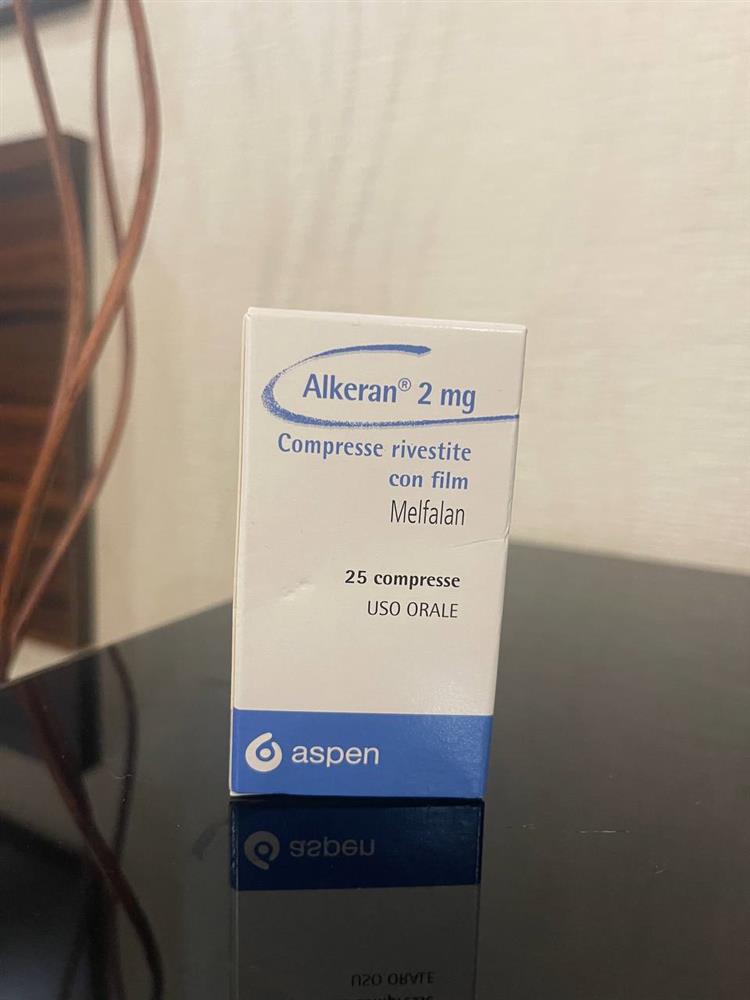 Alkeran® 2 mg
Compresse rivestite
con film
Melfalan
25 compresse
USO ORALE
aspen